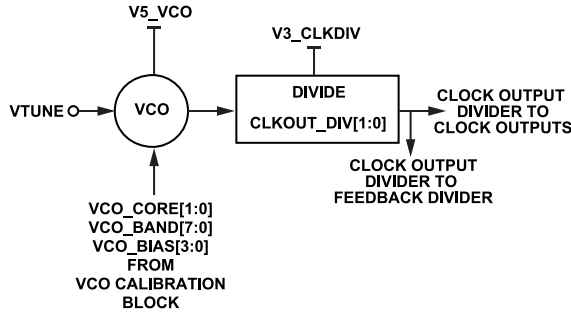 V5_VCO
V3_CLKDIV
VTUNE
VCO
DIVIDE
CLKOUT_DIV[1:0]
CLOCK OUTPUT
DIVIDER TO
CLOCK OUTPUTS
CLOCK OUTPUT
DIVIDER TO
FEEDBACK DIVIDER
VCO_CORE[1:0]
VCO_BAND[7:0]
VCO_BIAS[3:0]
FROM
VCO CALIBRATION
BLOCK